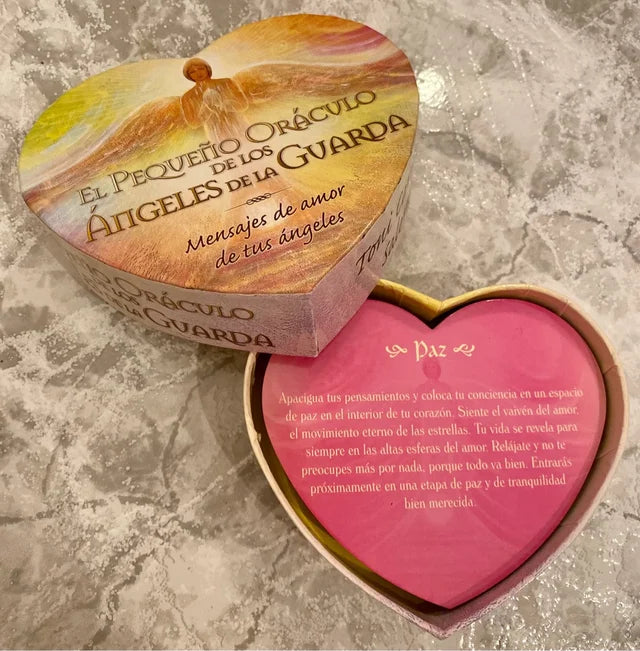 El Pequeño Oráculo
de los
Ángeles de la Guarda
Mensajes de amor
de tus ángeles
Oráculo
los
la Guarda
Toni
Paz
Apacigua tus pensamientos y coloca tu conciencia en un espacio
de paz en el interior de tu corazón. Siente el vaivén del amor,
el movimiento eterno de las estrellas. Tu vida se revela para
siempre en las altas esferas del amor. Relájate y no te
preocupes más por nada, porque todo va bien. Entrarás
próximamente en una etapa de paz y de tranquilidad
bien merecida.